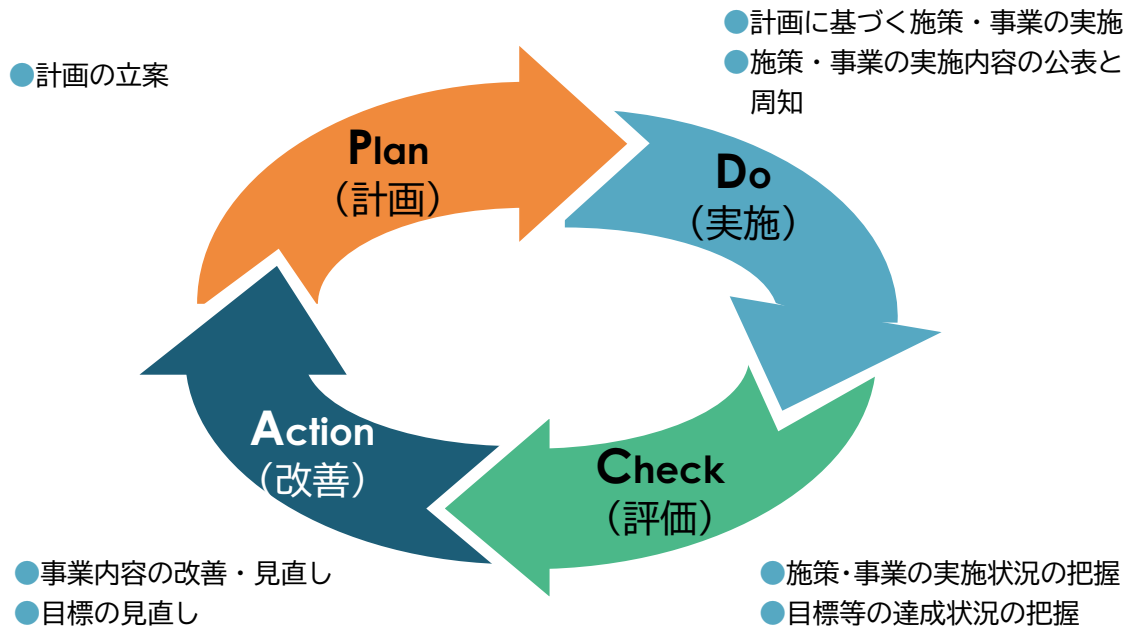 ●計画の立案
Plan
（計画）
●計画に基づく施策・事業の実施
●施策・事業の実施内容の公表と
周知
Do
（実施）
Check
（評価）
●施策･事業の実施状況の把握
●目標等の達成状況の把握
Action
（改善）
●事業内容の改善・見直し
●目標の見直し